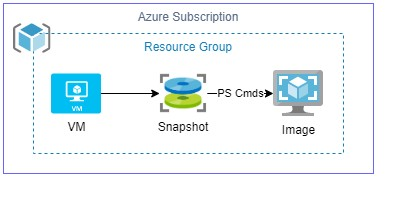 Azure Subscription
Resource Group
VM
PS Cmds
VM
Snapshot
Image